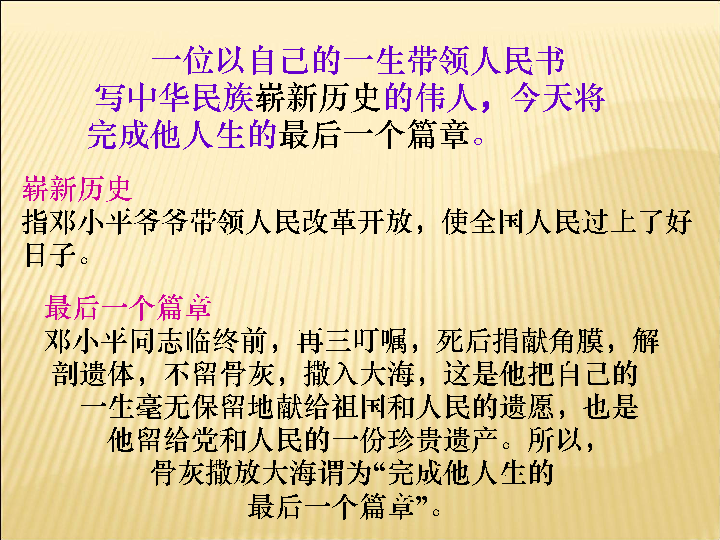 一位以自己的一生带领人民书
写中华民族崭新历史的伟人，今天将
完成他人生的最后一个篇章。
崭新历史
指邓小平爷爷带领人民改革开放，使全国人民过上了好
日子。
最后一个篇章
邓小平同志临终前，再三叮嘱，死后捐献角膜，解
剖遗体，不留骨灰，撒入大海，这是他把自己的
一生毫无保留地献给祖国和人民的遗愿，也是
他留给党和人民的一份珍贵遗产。所以，
骨灰撒放大海谓为“完成他人生的
最后一个篇章”。